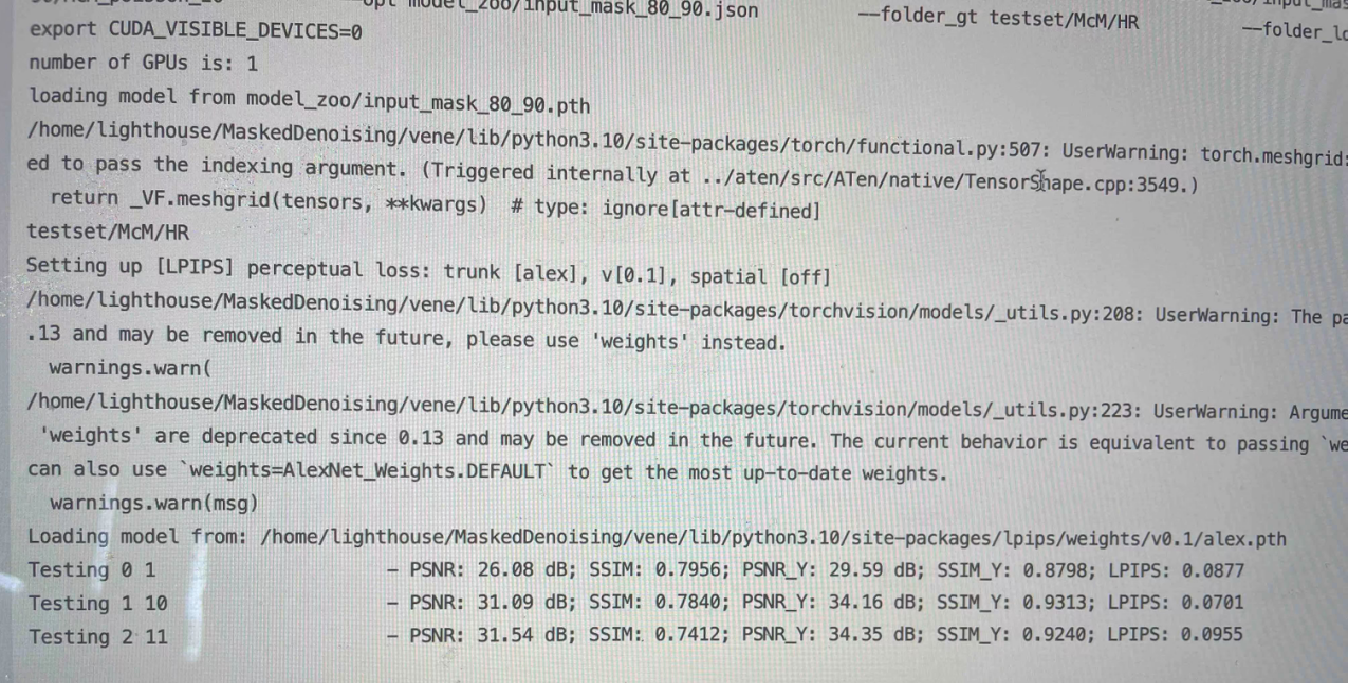 opt model_zoo/input_mask_80_90.json —folder_gt testset/McM/HR
export CUDA_VISIBLE_DEVICES=0 —folder_l
number of GPUs is: 1
loading model from model_zoo/input_mask_80_90.pth
/home/lighthouse/MaskedDenoising/vene/lib/python3.10/site-packages/torch/functional.py:507: UserWarning: torch.meshgrid:
ed to pass the indexing argument. (Triggered internally at ../aten/src/ATen/native/TensorShape.cpp:3549.)
return _VF.meshgrid(tensors, **kwargs) # type: ignore[attr-defined]
testset/McM/HR
Setting up [LPIPS] perceptual loss: trunk [alex], v[0.1], spatial [off]
/home/lighthouse/MaskedDenoising/vene/lib/python3.10/site-packages/torchvision/models/_utils.py:208: UserWarning: The pa
.13 and may be removed in the future, please use 'weights' instead.
warnings.warn(
/home/lighthouse/MaskedDenoising/vene/lib/python3.10/site-packages/torchvision/models/_utils.py:223: UserWarning: Argume
'weights' are deprecated since 0.13 and may be removed in the future. The current behavior is equivalent to passing `we
can also use `weights=AlexNet_Weights.DEFAULT` to get the most up-to-date weights.
warnings.warn(msg)
Loading model from: /home/lighthouse/MaskedDenoising/vene/lib/python3.10/site-packages/lpips/weights/v0.1/alex.pth
Testing 0 1 – PSNR: 26.08 dB; SSIM: 0.7956; PSNR_Y: 29.59 dB; SSIM_Y: 0.8798; LPIPS: 0.0877
Testing 1 10 – PSNR: 31.09 dB; SSIM: 0.7840; PSNR_Y: 34.16 dB; SSIM_Y: 0.9313; LPIPS: 0.0701
Testing 2 11 – PSNR: 31.54 dB; SSIM: 0.7412; PSNR_Y: 34.35 dB; SSIM_Y: 0.9240; LPIPS: 0.0955